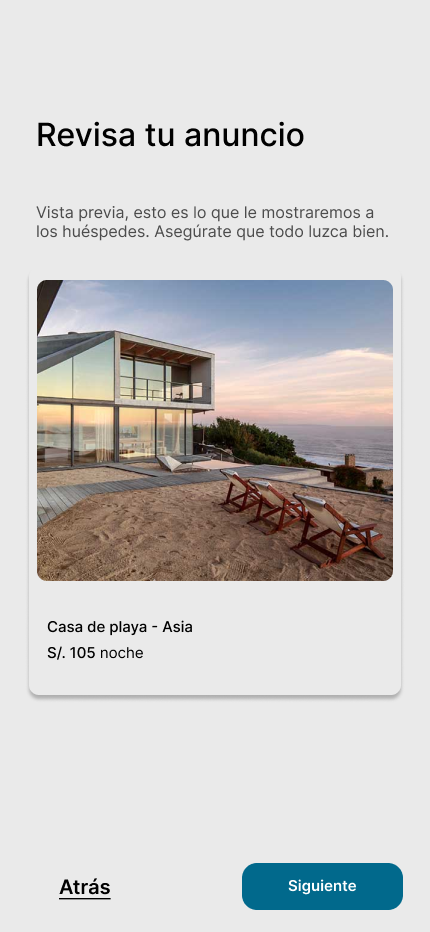 Revisa tu anuncio
Vista previa, esto es lo que le mostraremos a
los huéspedes. Asegúrate que todo luzca bien.
Casa de playa - Asia
S/. 105 noche
Atrás
Siguiente